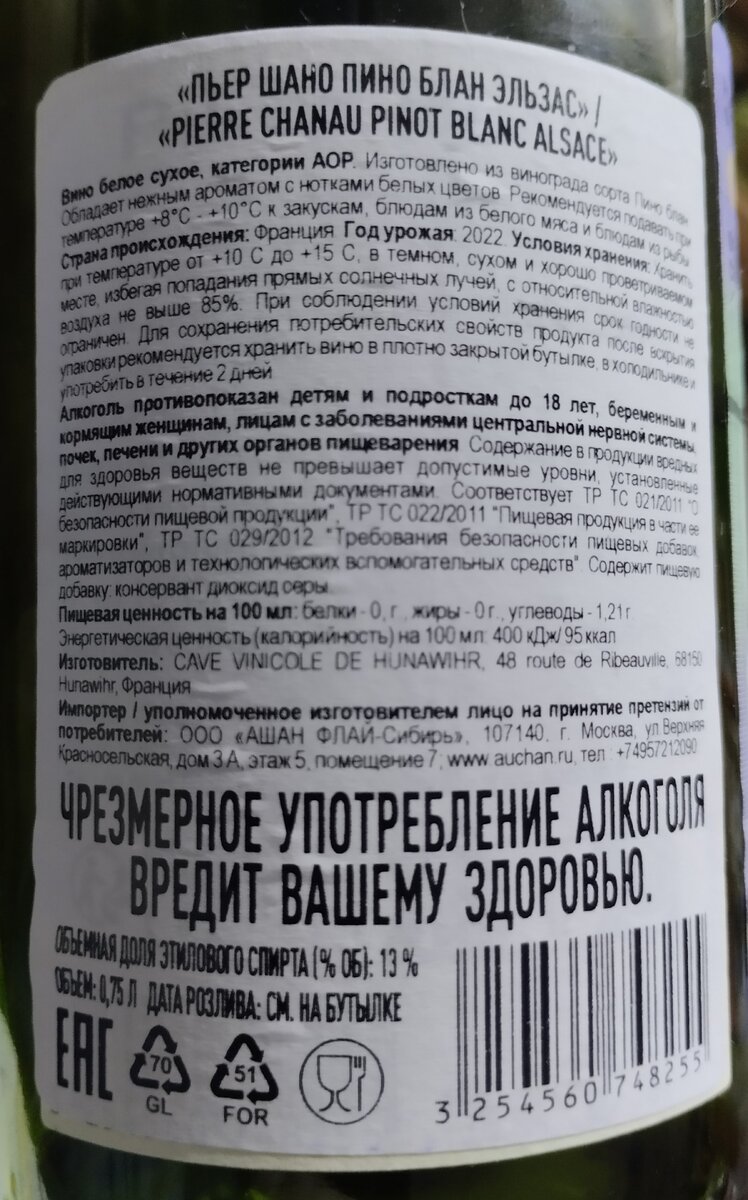 «ПЬЕР ШАНО ПИНО БЛАН ЭЛЬЗАС» /
«PIERRE CHANAU PINOT BLANC ALSACE»
Вино белое сухое, категории АОР. Изготовлено из винограда сорта Пино блан
Обладает нежным ароматом с нотками белых цветов. Рекомендуется подавать при
температуре +8°С - +10°С к закускам, блюдам из белого мяса и блюдам из рыбы
Страна происхождения: Франция Год урожая: 2022. Условия хранения: Хранить
при температуре от +10 С до +15 С, в темном, сухом и хорошо проветриваемом
месте, избегая попадания прямых солнечных лучей, с относительной влажностью
воздуха не выше 85%. При соблюдении условий хранения срок годности не
ограничен. Для сохранения потребительских свойств продукта после вскрытия
упаковки рекомендуется хранить вино в плотно закрытой бутылке, в холодильнике и
употребить в течение 2 дней
Алкоголь противопоказан детям и подросткам до 18 лет, беременным и
кормящим женщинам, лицам с заболеваниями центральной нервной системы,
почек, печени и других органов пищеварения Содержание в продукции вредных
для здоровья веществ не превышает допустимые уровни, установленные
действующими нормативными документами. Соответствует ТР ТС 021/2011 "О
безопасности пищевой продукции", ТР ТС 022/2011 "Пищевая продукция в части ее
маркировки", ТР ТС 029/2012 "Требования безопасности пищевых добавок
ароматизаторов и технологических вспомогательных средств". Содержит пищевую
добавку: консервант диоксид серы
Пищевая ценность на 100 мл: белки - 0, г , жиры - 0 г , углеводы - 1,21 г.
Энергетическая ценность (калорийность) на 100 мл: 400 кДж/ 95 ккал
Изготовитель: CAVE VINICOLE DE HUNAWIHR, 48 route de Ribeauville, 68150
Hunawihr, Франция
Импортер / уполномоченное изготовителем лицо на принятие претензий от
потребителей: ООО «АШАН ФЛАЙ-Сибирь», 107140, г. Москва, ул.Верхняя
Красносельская, дом 3 А, этаж 5, помещение 7; www.auchan.ru, тел : +74957212090
ЧРЕЗМЕРНОЕ УПОТРЕБЛЕНИЕ АЛКОГОЛЯ
ВРЕДИТ ВАШЕМУ ЗДОРОВЬЮ.
ОБЪЕМНАЯ ДОЛЯ ЭТИЛОВОГО СПИРТА (% ОБ): 13 %
ОБЪЕМ: 0,75 Л ДАТА РОЗЛИВА: СМ. НА БУТЫЛКЕ
EAC
70
GL
51
FOR
3 254560 748255